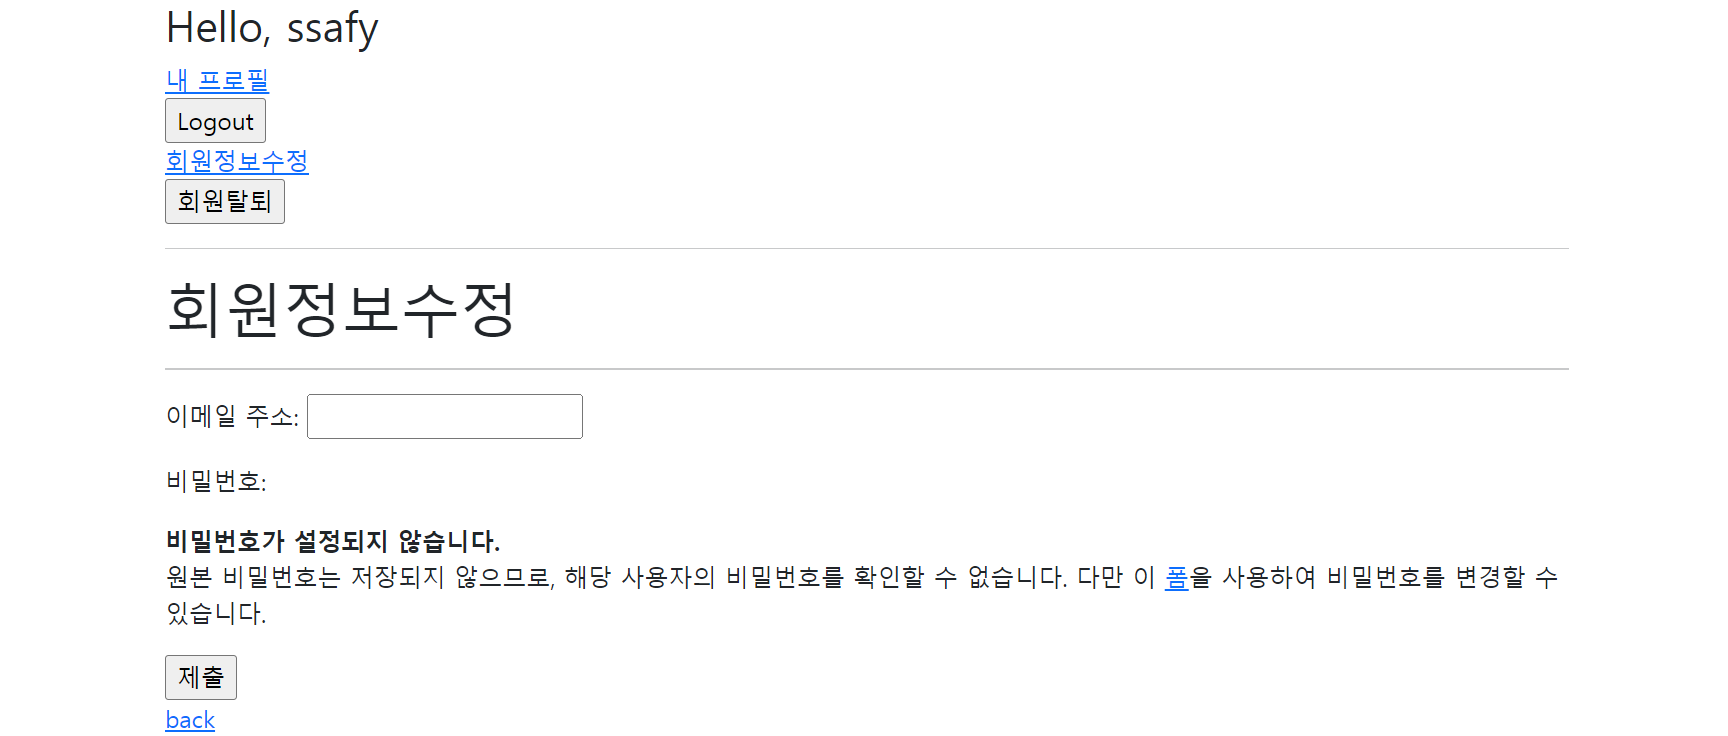 Hello, ssafy
내 프로필
Logout
회원정보수정
회원탈퇴
회원정보수정
이메일 주소:
비밀번호:
비밀번호가 설정되지 않습니다.
원본 비밀번호는 저장되지 않으므로, 해당 사용자의 비밀번호를 확인할 수 없습니다. 다만 이 폼을 사용하여 비밀번호를 변경할 수
있습니다.
제출
back